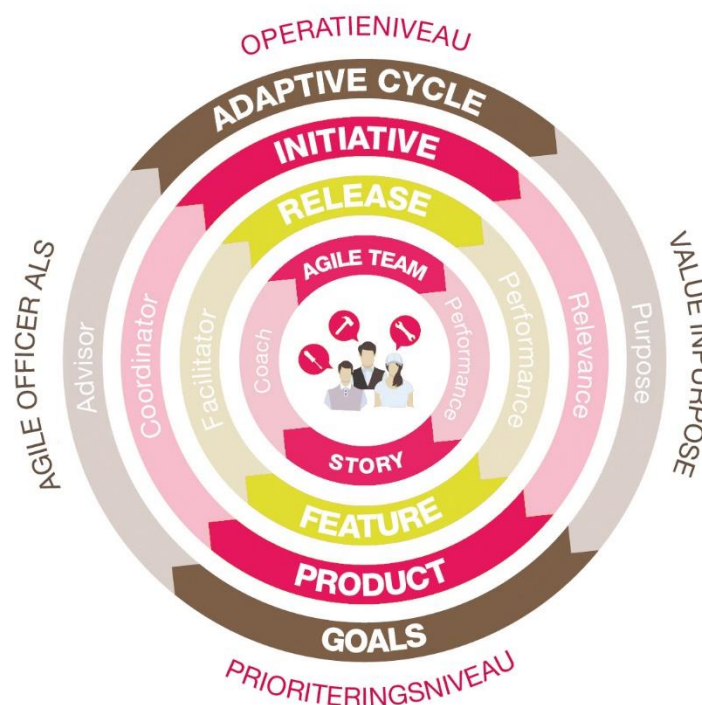 OPERATIENIVEAU
ADAPTIVE CYCLE
INITIATIVE
RELEASE
AGILE TEAM
AGILE OFFICER ALS
Advisor
Coordinator
Facilitator
Coach
Performance
Performance
Relevance
Purpose
VALUE INPURPOSE
STORY
FEATURE
PRODUCT
GOALS
PRIORITERINGSNIVEAU